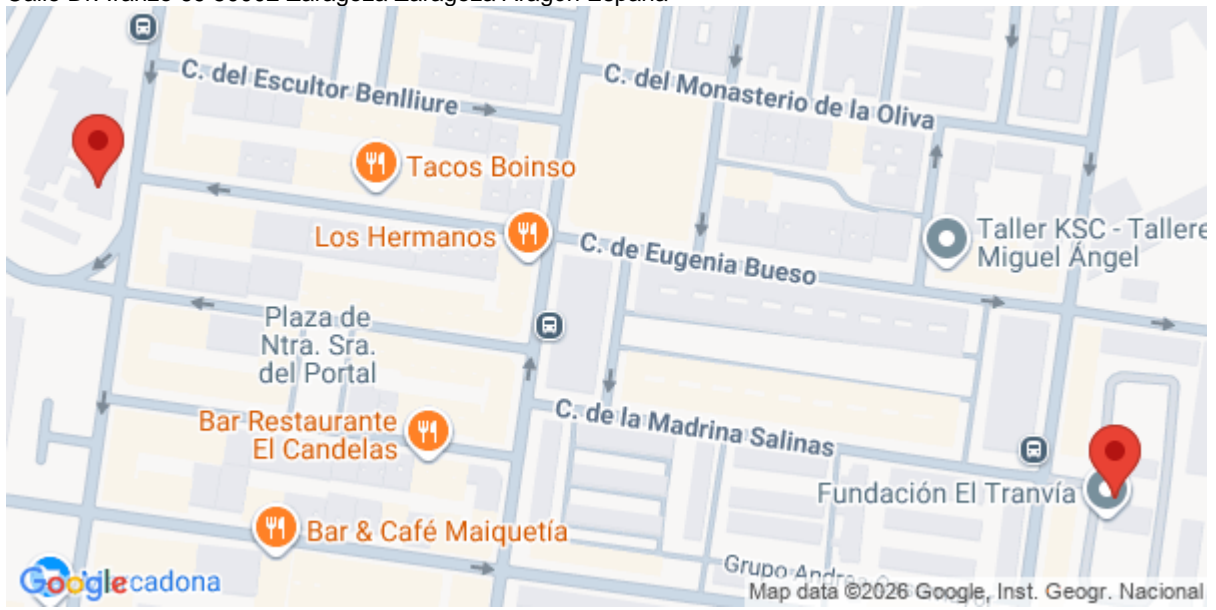 C. del Escultor Benlliure
C. del Monasterio de la Oliva
Tacos Boinso
Los Hermanos
C. de Eugenia Bueso
Taller KSC - Tallere
Miguel Ángel
Plaza de
Ntra. Sra.
del Portal
Bar Restaurante
El Candelas
C. de la Madrina Salinas
Fundación El Tranvía
Bar & Café Maiquetía
Google
cadona
Grupo
Map data ©2026 Google, Inst. Geogr. Nacional